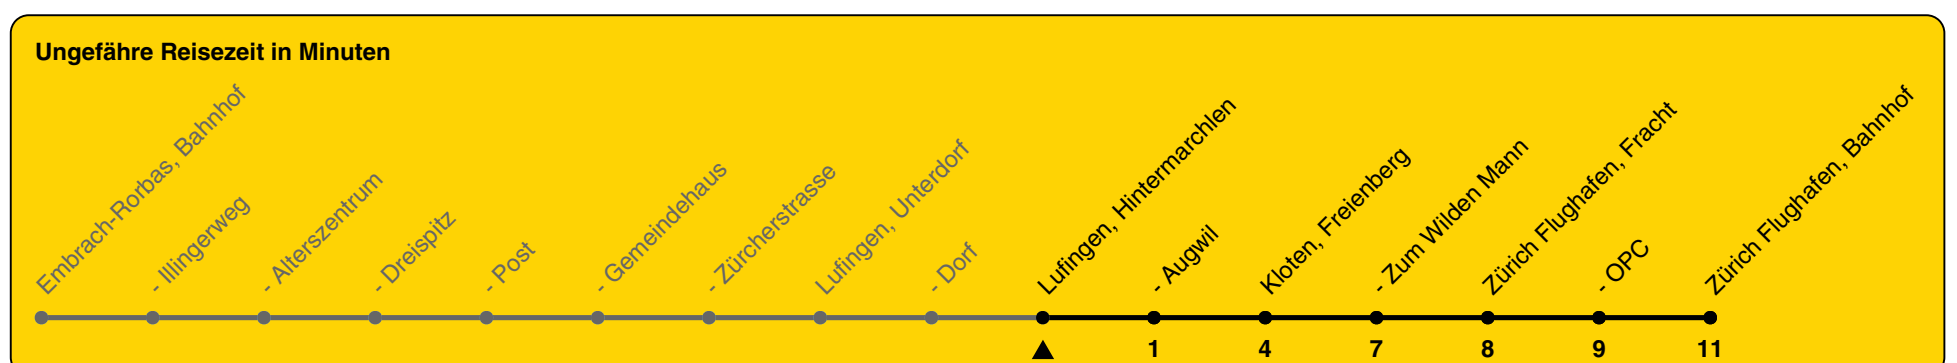 Ungefähre Reisezeit in Minuten
Embrach-Rorbas, Bahnhof
- Illingerweg
- Alterszentrum
- Dreispitz
- Post
- Gemeindehaus
- Zürcherstrasse
Lufingen, Unterdorf
- Dorf
Lufingen, Hintermarchlen
- Augwil
Kloten, Freienberg
- Zum Wilden Mann
Zürich Flughafen, Fracht
- OPC
Zürich Flughafen, Bahnhof
1 4 7 8 9 11